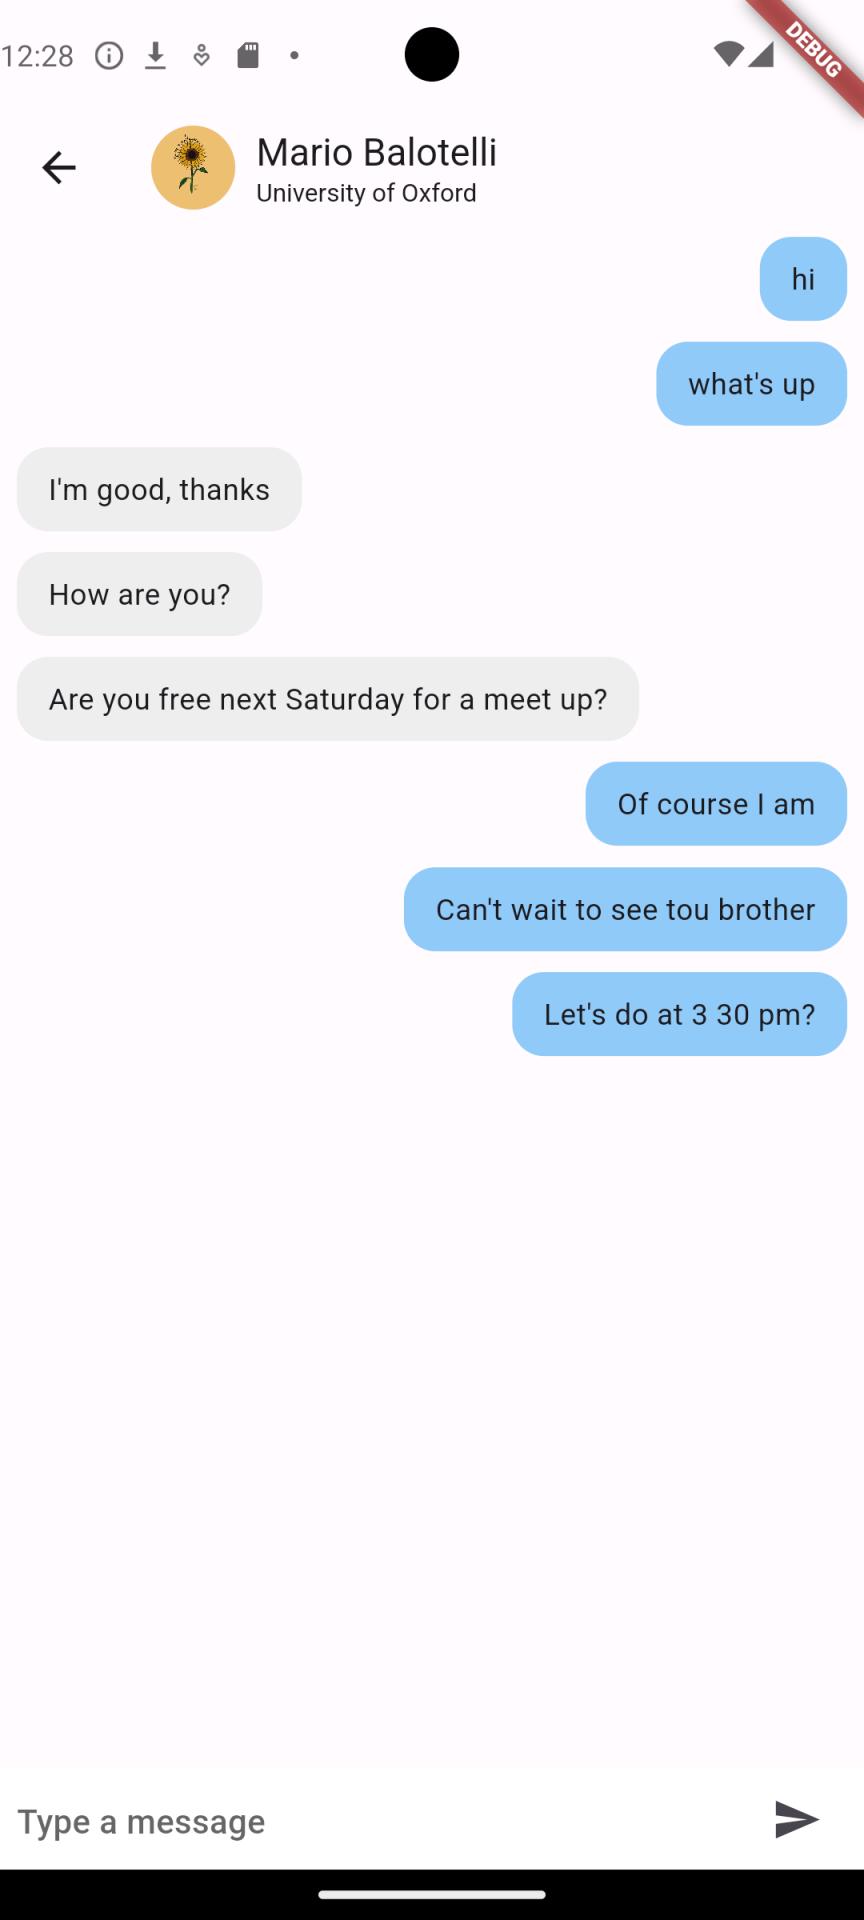 12:28
DEBUG
Mario Balotelli
University of Oxford
hi
what's up
I'm good, thanks
How are you?
Are you free next Saturday for a meet up?
Of course I am
Can't wait to see tou brother
Let's do at 3 30 pm?
Type a message